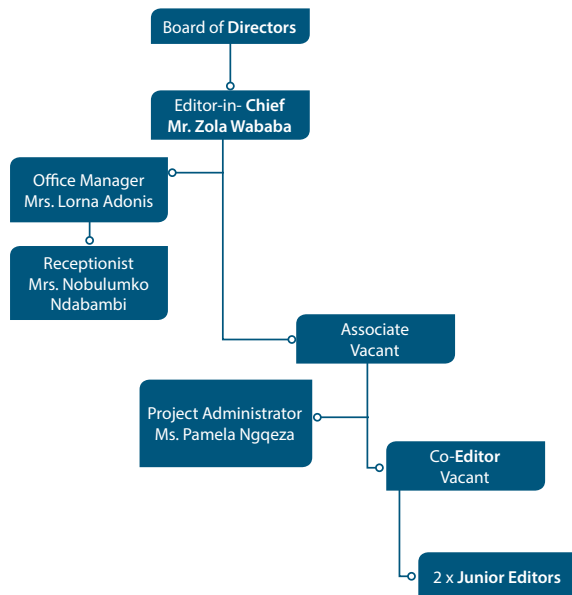 Board of Directors
Editor-in- Chief
Mr. Zola Wababa
Office Manager
Mrs. Lorna Adonis
Receptionist
Mrs. Nobulumko
Ndabambi
Associate
Vacant
Project Administrator
Ms. Pamela Ngqeza
Co-Editor
Vacant
2 x Junior Editors